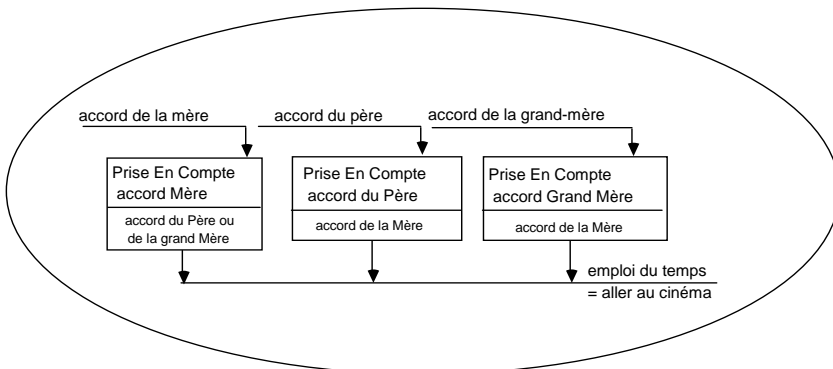 accord de la mère
accord du père
accord de la grand-mère
Prise En Compte
accord Mère
accord du Père ou
de la grand Mère
Prise En Compte
accord du Père
accord de la Mère
Prise En Compte
accord Grand Mère
accord de la Mère
emploi du temps
= aller au cinéma